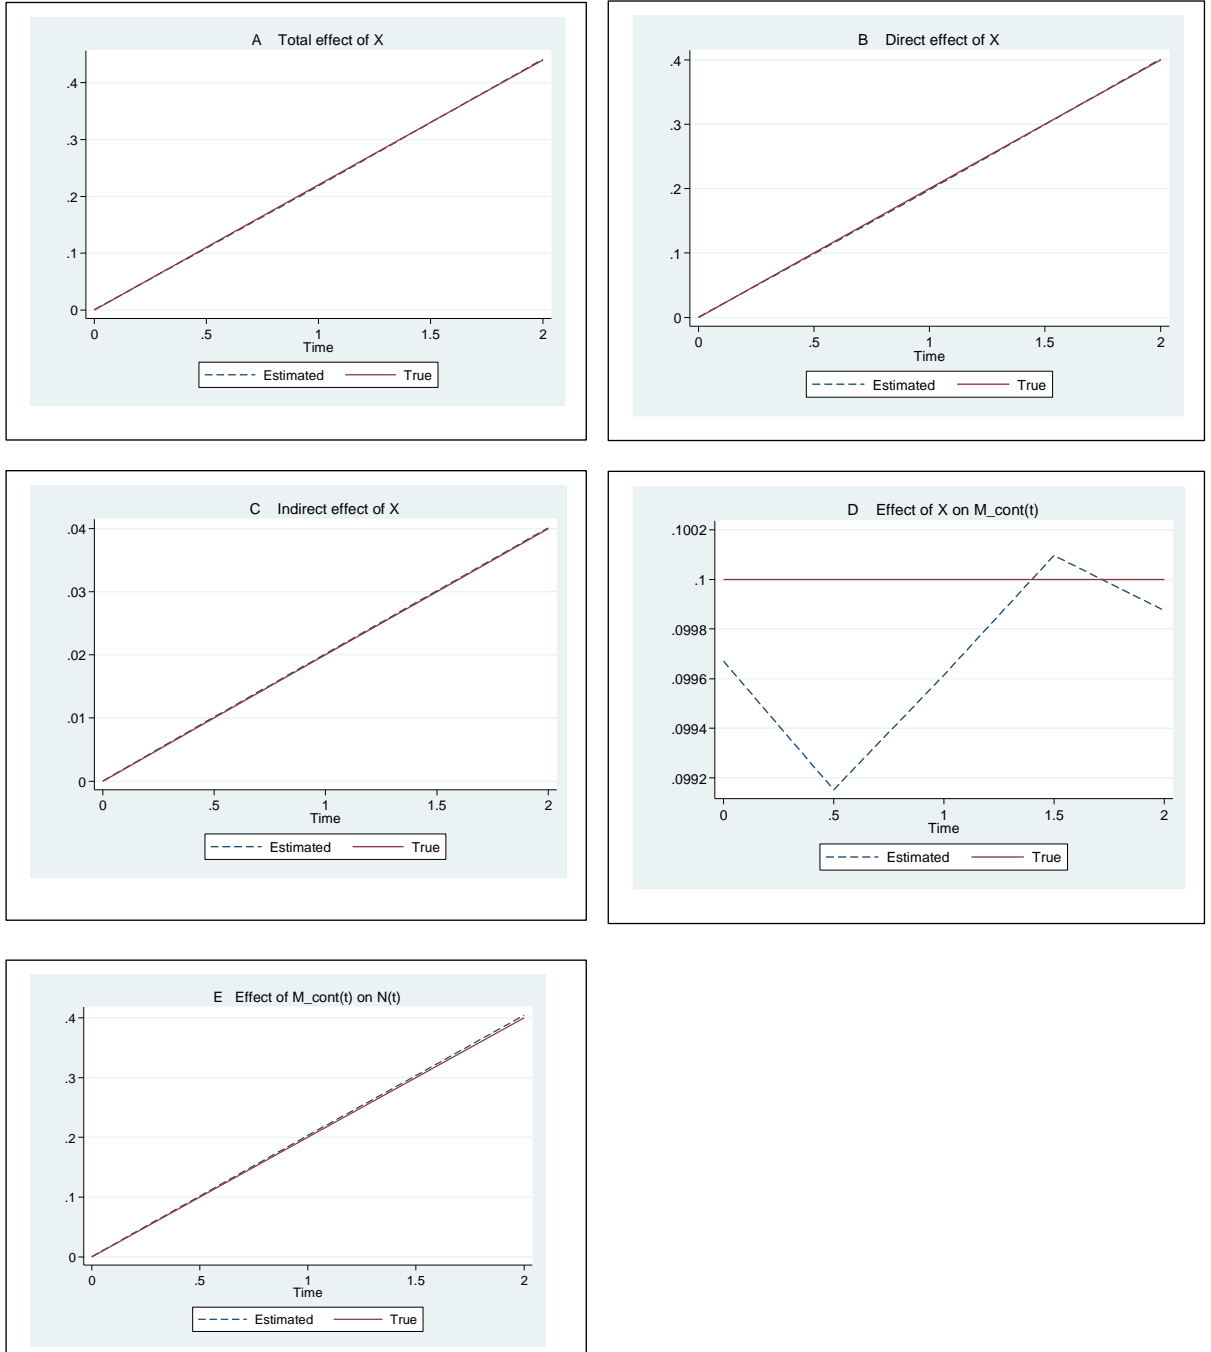 A Total effect of X
.4
.3
.2
.1
0
0 .5 1 1.5 2
Time
Estimated True
B Direct effect of X
.4
.3
.2
.1
0
0 .5 1 1.5 2
Time
Estimated True
C Indirect effect of X
.04
.03
.02
.01
0
0 .5 1 1.5 2
Time
Estimated True
D Effect of X on M_cont(t)
.1002
.1
.0998
.0996
.0994
.0992
0 .5 1 1.5 2
Time
Estimated True
E Effect of M_cont(t) on N(t)
.4
.3
.2
.1
0
0 .5 1 1.5 2
Time
Estimated True